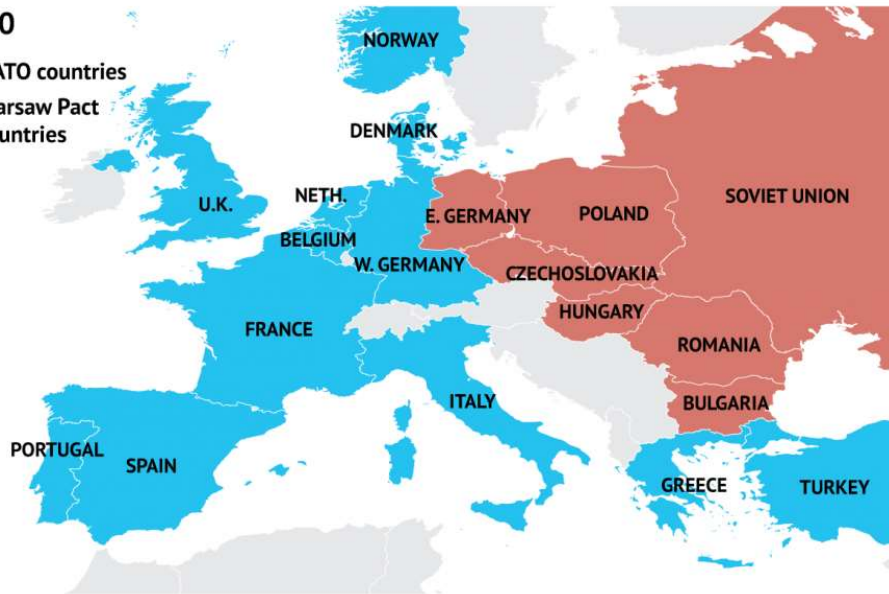 0
ATO countries
arsaw Pact
untries
NORWAY
DENMARK
U.K.
NETH.
BELGIUM
E. GERMANY
POLAND
SOVIET UNION
W. GERMANY
CZECHOSLOVAKIA
HUNGARY
FRANCE
ROMANIA
ITALY
BULGARIA
PORTUGAL
SPAIN
GREECE
TURKEY